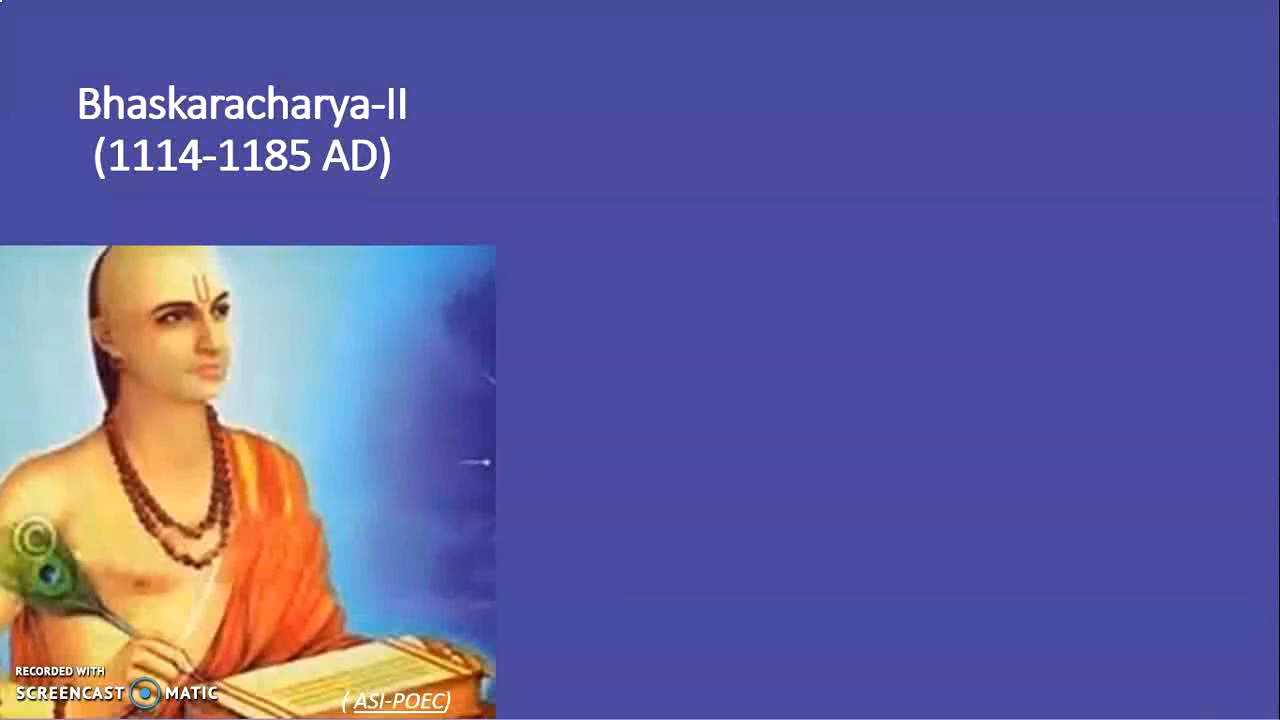 Bhaskaracharya-II
(1114-1185 AD)
©
RECORDED WITH
SCREENCAST MATIC
( ASI-POEC)